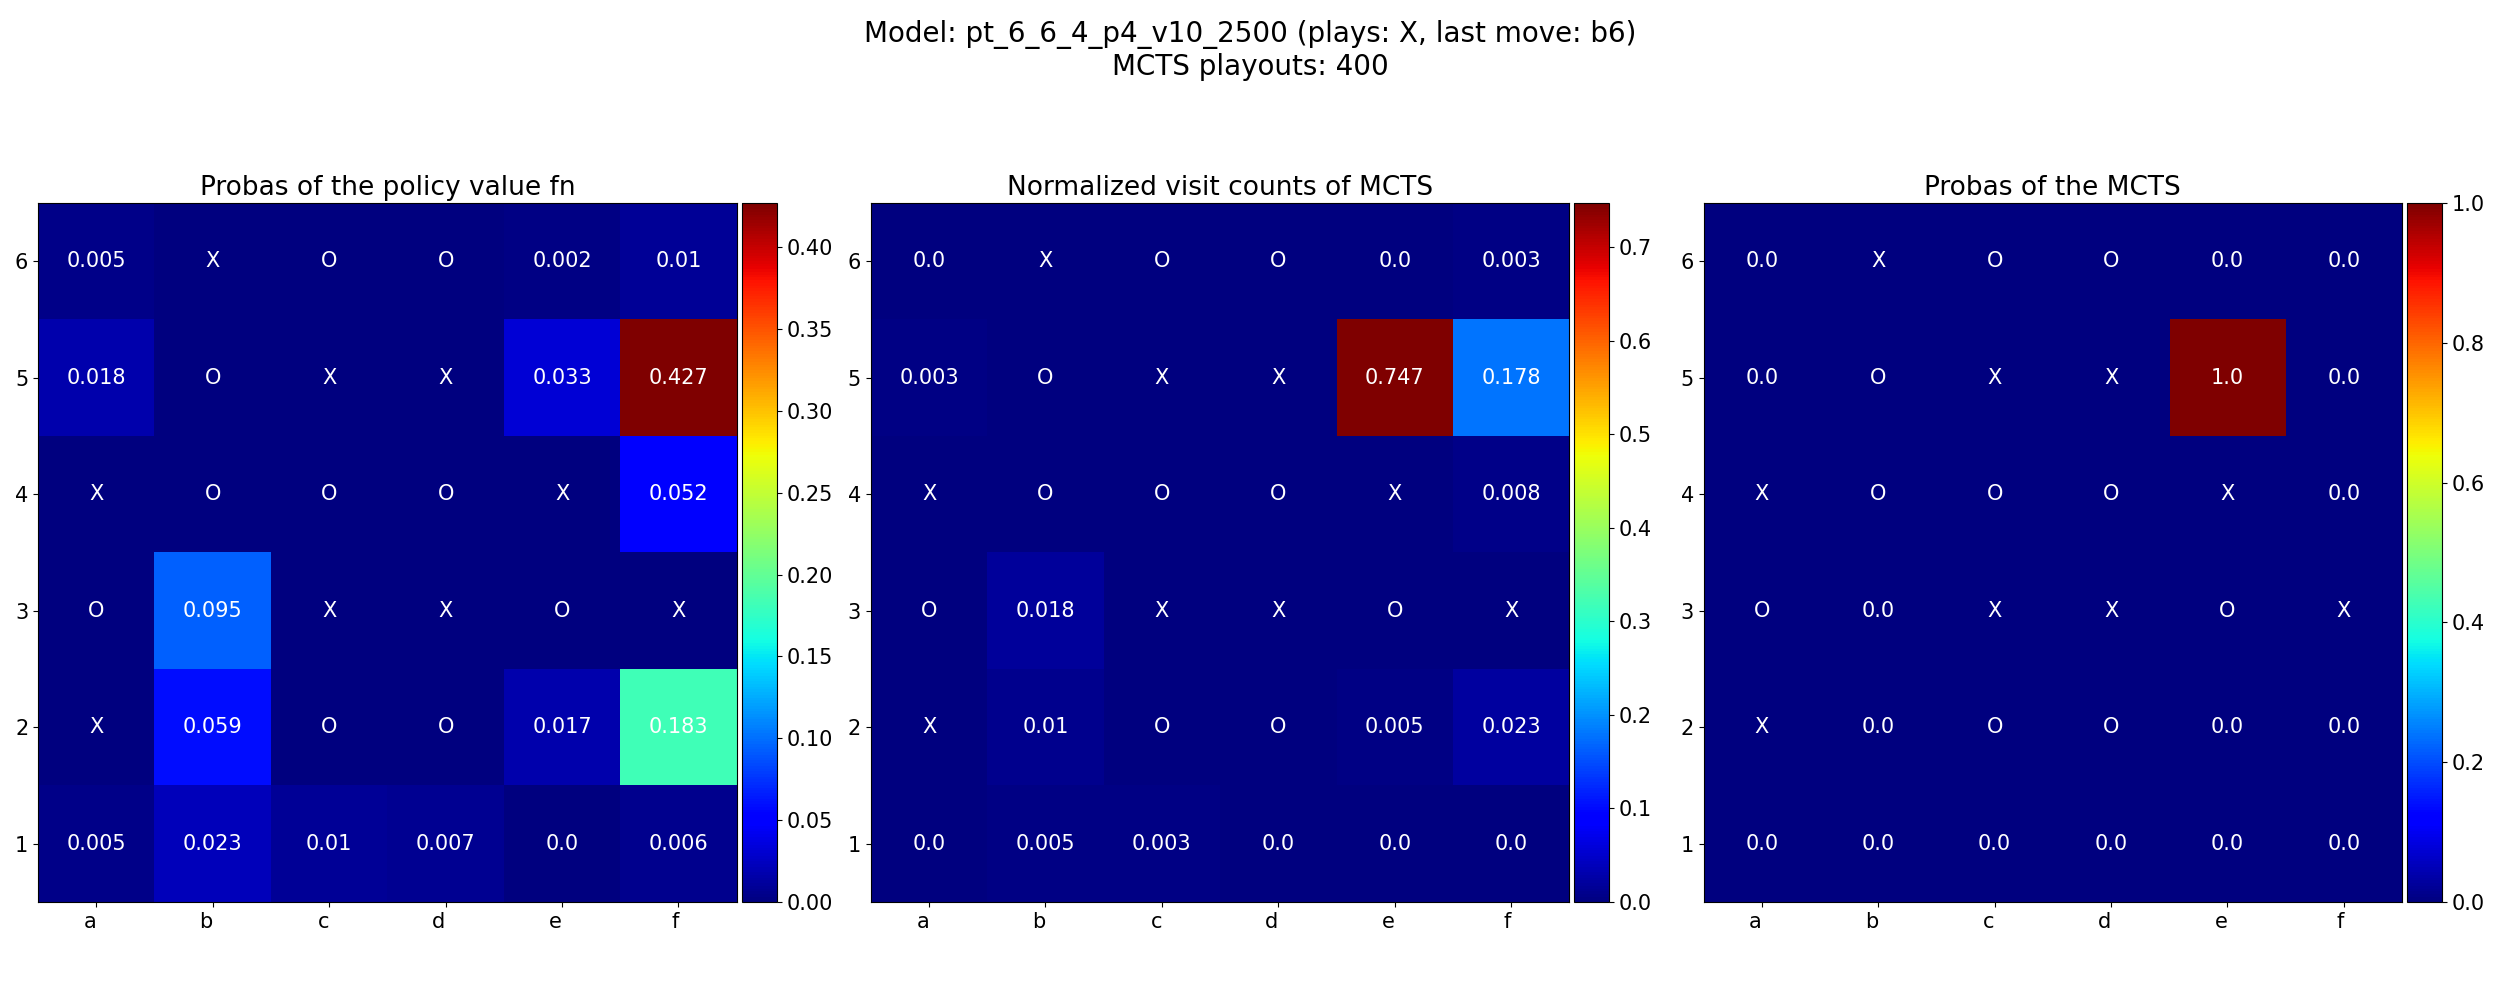 Model: pt_6_6_4_p4_v10_2500 (plays: X, last move: b6)
MCTS playouts: 400
Probas of the policy value fn
6 0.005 X O O 0.002 0.01
5 0.018 O X X 0.033 0.427
4 X O O O X 0.052
3 O 0.095 X X O X
2 X 0.059 O O 0.017 0.183
1 0.005 0.023 0.01 0.007 0.0 0.006
a b c d e f
0.40
0.35
0.30
0.25
0.20
0.15
0.10
0.05
0.00
Normalized visit counts of MCTS
6 0.0 X O O 0.0 0.003
5 0.003 O X X 0.747 0.178
4 X O O O X 0.008
3 O 0.018 X X O X
2 X 0.01 O O 0.005 0.023
1 0.0 0.005 0.003 0.0 0.0 0.0
a b c d e f
0.7
0.6
0.5
0.4
0.3
0.2
0.1
0.0
Probas of the MCTS
6 0.0 X O O 0.0 0.0
5 0.0 O X X 1.0 0.0
4 X O O O X 0.0
3 O 0.0 X X O X
2 X 0.0 O O 0.0 0.0
1 0.0 0.0 0.0 0.0 0.0 0.0
a b c d e f
1.0
0.8
0.6
0.4
0.2
0.0